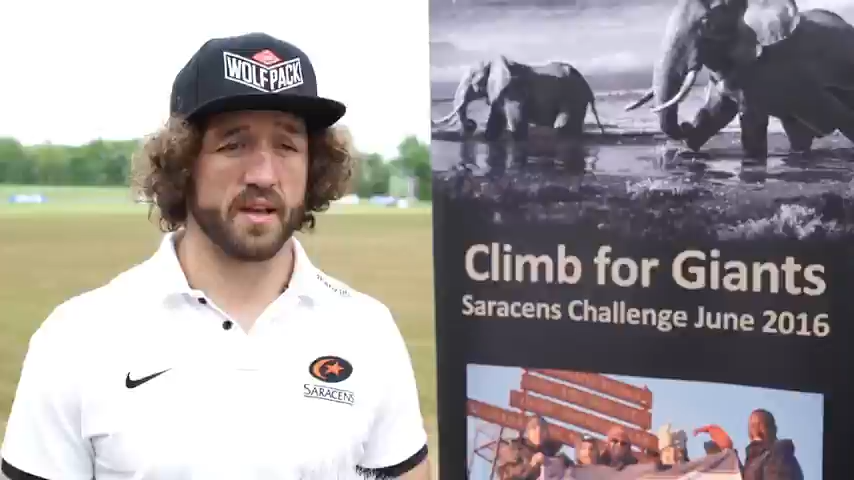 WOLFPACK
SARACENS
Climb for Giants
Saracens Challenge June 2016